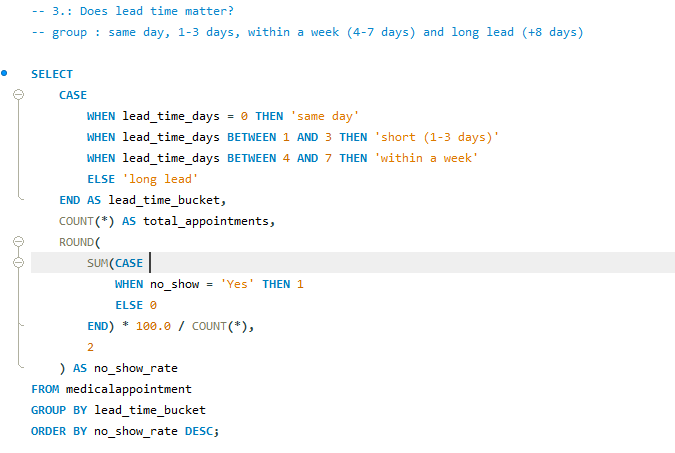 -- 3.: Does lead time matter?
-- group : same day, 1-3 days, within a week (4-7 days) and long lead (+8 days)
SELECT
CASE
WHEN lead_time_days = 0 THEN 'same day'
WHEN lead_time_days BETWEEN 1 AND 3 THEN 'short (1-3 days)'
WHEN lead_time_days BETWEEN 4 AND 7 THEN 'within a week'
ELSE 'long lead'
END AS lead_time_bucket,
COUNT(*) AS total_appointments,
ROUND(
SUM(CASE
WHEN no_show = 'Yes' THEN 1
ELSE 0
END) * 100.0 / COUNT(*),
2
) AS no_show_rate
FROM medicalappointment
GROUP BY lead_time_bucket
ORDER BY no_show_rate DESC;